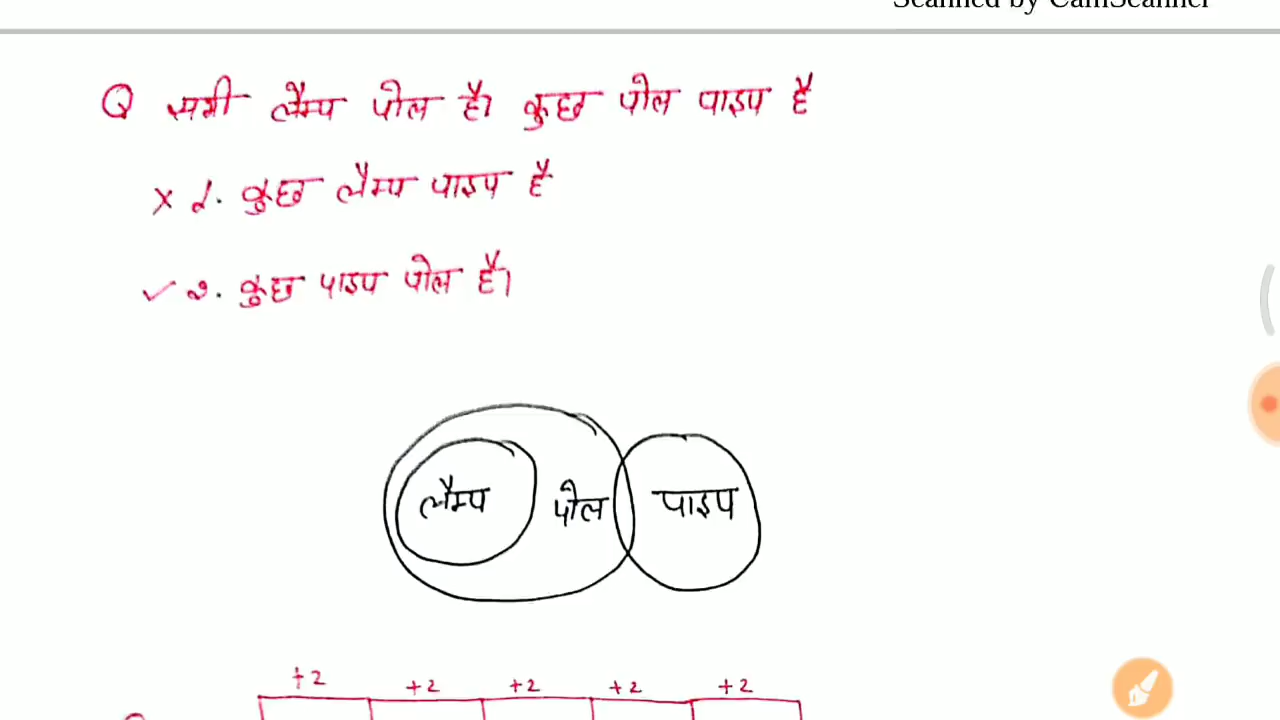 Scanned by CamScanner
Q सभी लैम्प पोल है। कुछ पोल पाइप है
× 1. कुछ लैम्प पाइप है
✓ 2. कुछ पाइप पोल है।
लैम्प पोल पाइप
+2 +2 +2 +2 +2